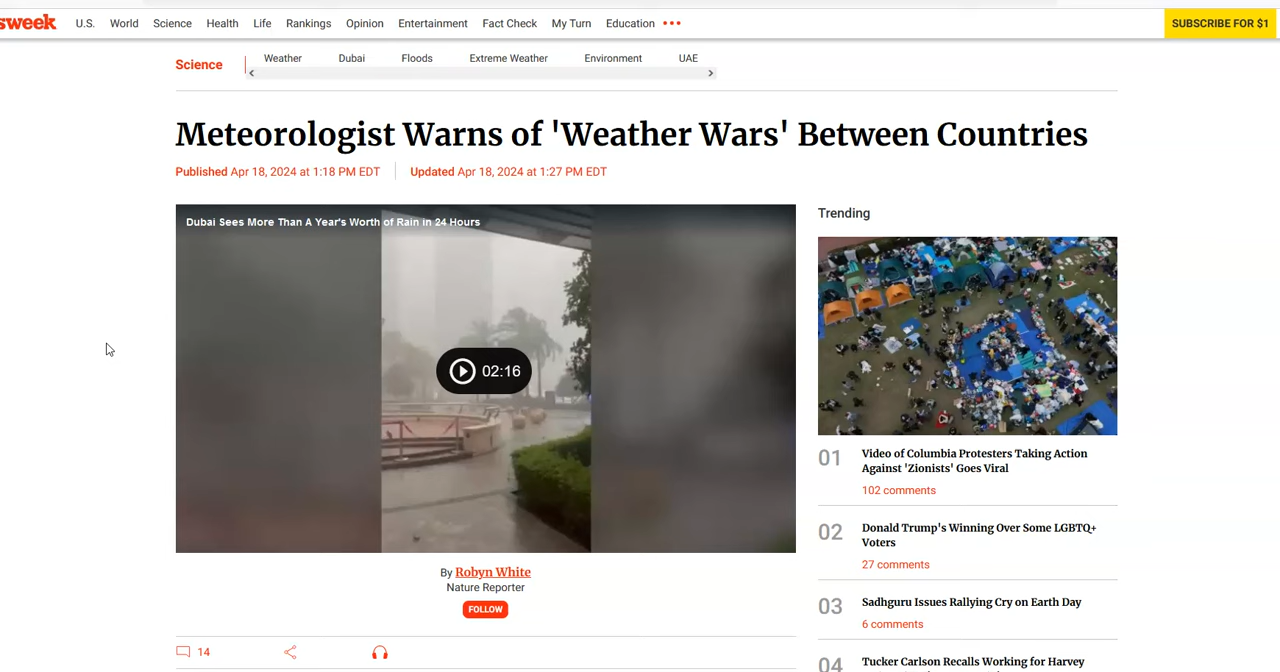 sweek
U.S. World Science Health Life Rankings Opinion Entertainment Fact Check My Turn Education
SUBSCRIBE FOR $1
Science
Weather Dubai Floods Extreme Weather Environment UAE
Meteorologist Warns of 'Weather Wars' Between Countries
Published Apr 18, 2024 at 1:18 PM EDT Updated Apr 18, 2024 at 1:27 PM EDT
Dubai Sees More Than A Year's Worth of Rain in 24 Hours
02:16
By Robyn White
Nature Reporter
FOLLOW
14
Trending
01 Video of Columbia Protesters Taking Action
Against 'Zionists' Goes Viral
102 comments
02 Donald Trump's Winning Over Some LGBTQ+
Voters
27 comments
03 Sadhguru Issues Rallying Cry on Earth Day
6 comments
04 Tucker Carlson Recalls Working for Harvey